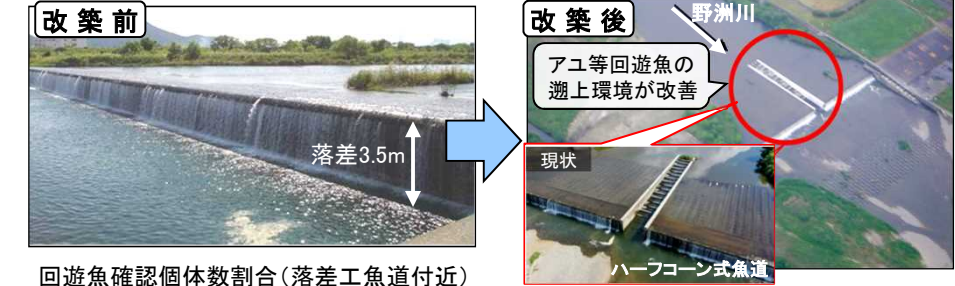 改築前
落差3.5m
回遊魚確認個体数割合（落差工魚道付近）
改築後
野洲川
アユ等回遊魚の
遡上環境が改善
現状
ハーフコーン式魚道